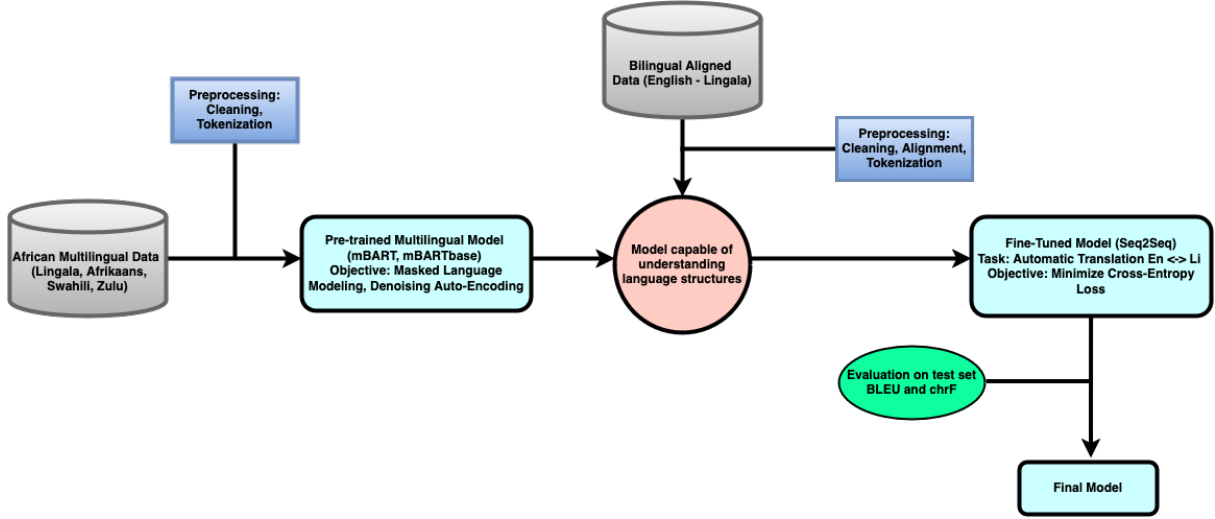 Bilingual Aligned
Data (English - Lingala)
Preprocessing:
Cleaning,
Tokenization
Preprocessing:
Cleaning, Alignment,
Tokenization
African Multilingual Data
(Lingala, Afrikaans,
Swahili, Zulu)
Pre-trained Multilingual Model
(mBART, mBARTbase)
Objective: Masked Language
Modeling, Denoising Auto-Encoding
Model capable of
understanding
language structures
Fine-Tuned Model (Seq2Seq)
Task: Automatic Translation En <-> Li
Objective: Minimize Cross-Entropy
Loss
Evaluation on test set
BLEU and chrF
Final Model